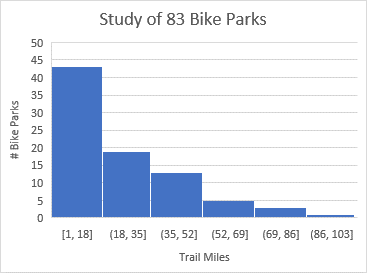 Study of 83 Bike Parks
50
45
40
35
30
25
20
15
10
5
0
# Bike Parks
[1, 18] (18, 35] (35, 52] (52, 69] (69, 86] (86, 103]
Trail Miles